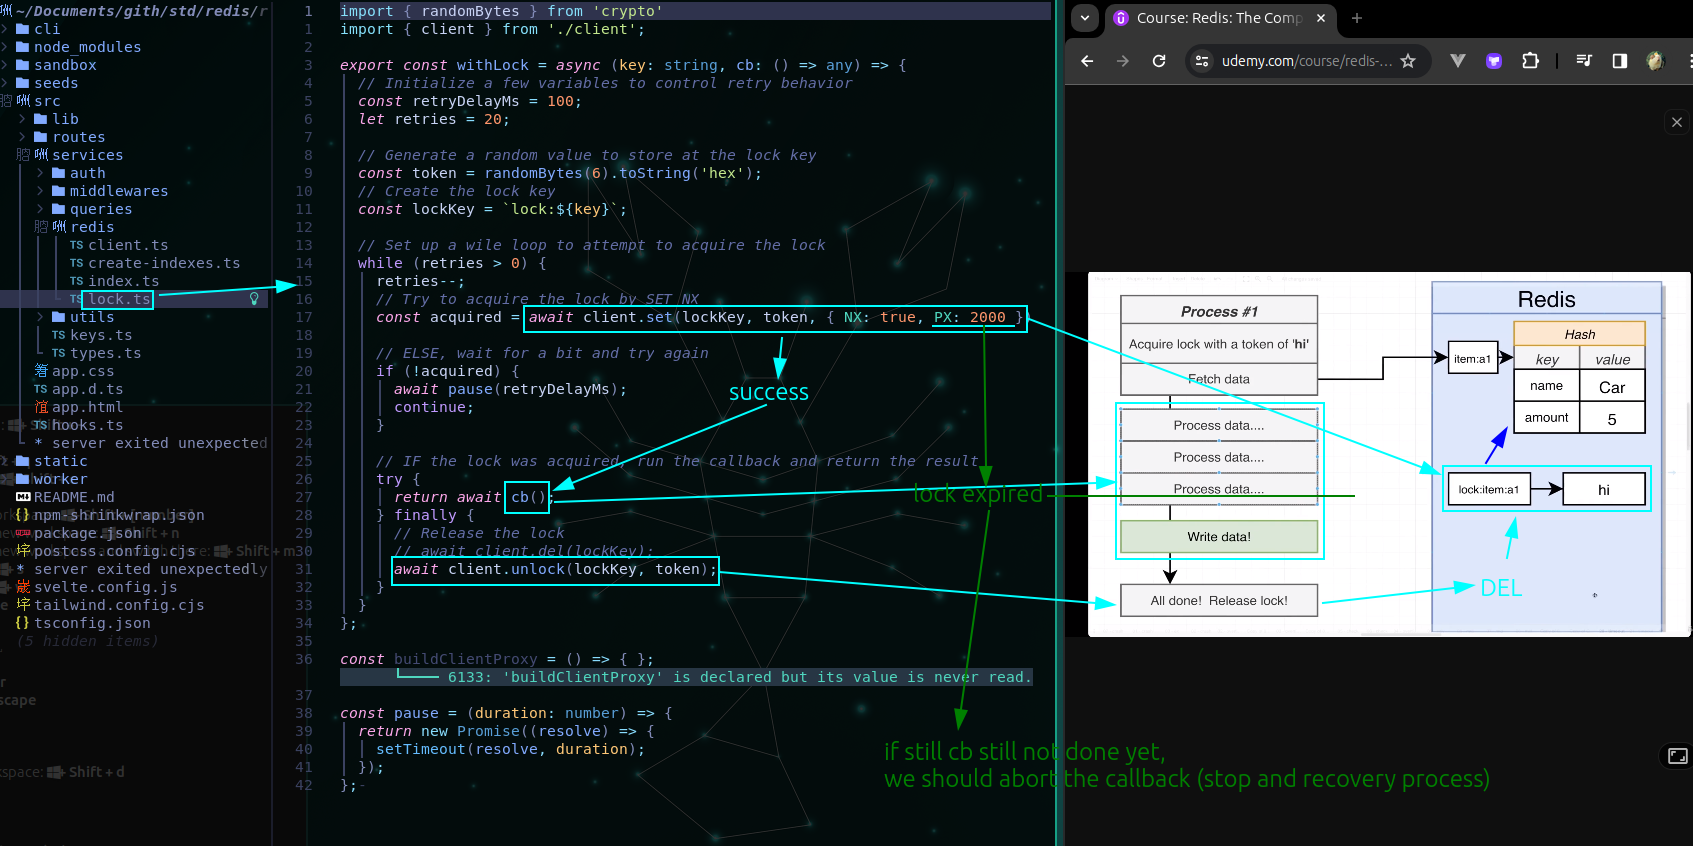 ~/Documents/gith/std/redis/r
cli
node_modules
sandbox
seeds
src
lib
routes
services
auth
middlewares
queries
redis
TS client.ts
TS create-indexes.ts
TS index.ts
TS lock.ts
utils
TS keys.ts
TS types.ts
app.css
TS app.d.ts
app.html
TS hooks.ts
* server exited unexpected
static
worker
README.md
{} npm-shrinkwrap.json
package.json
postcss.config.cjs
* server exited unexpectedly
svelte.config.js
tailwind.config.cjs
{} tsconfig.json
(5 hidden items)
Shift + n
Shift + m
scape
kspace: + Shift + d
1 import { randomBytes } from 'crypto'
1 import { client } from './client';
2
3 export const withLock = async (key: string, cb: () => any) => {
4 // Initialize a few variables to control retry behavior
5 const retryDelayMs = 100;
6 let retries = 20;
7
8 // Generate a random value to store at the lock key
9 const token = randomBytes(6).toString('hex');
10 // Create the lock key
11 const lockKey = `lock:${key}`;
12
13 // Set up a wile loop to attempt to acquire the lock
14 while (retries > 0) {
15 retries--;
16 // Try to acquire the lock by SET NX
17 const acquired = await client.set(lockKey, token, { NX: true, PX: 2000 })
18
19 // ELSE, wait for a bit and try again
20 if (!acquired) {
21 await pause(retryDelayMs);
22 continue;
23 }
24
25 // IF the lock was acquired, run the callback and return the result
26 try {
27 return await cb();
28 } finally {
29 // Release the lock
30 // await client.del(lockKey);
31 await client.unlock(lockKey, token);
32 }
33 }
34 };
35
36 const buildClientProxy = () => { };
6133: 'buildClientProxy' is declared but its value is never read.
37
38 const pause = (duration: number) => {
39 return new Promise((resolve) => {
40 setTimeout(resolve, duration);
41 });
42 };
success
lock expired
if still cb still not done yet,
we should abort the callback (stop and recovery process)
Course: Redis: The Comp
udemy.com/course/redis-...
Process #1
Acquire lock with a token of 'hi'
Fetch data
Process data....
Process data....
Process data....
Write data!
All done! Release lock!
Redis
item:a1
Hash
key value
name Car
amount 5
lock:item:a1
hi
DEL